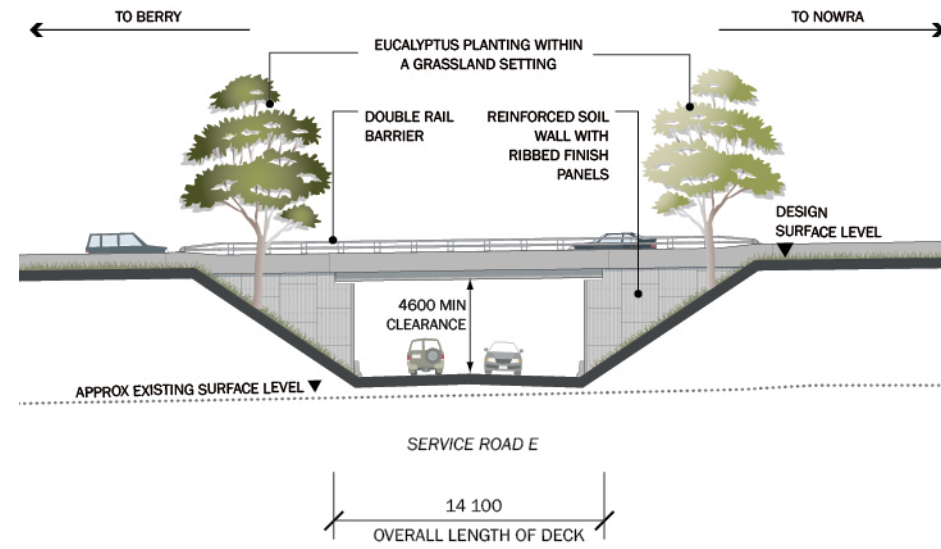 TO BERRY
TO NOWRA
EUCALYPTUS PLANTING WITHIN
A GRASSLAND SETTING
DOUBLE RAIL
BARRIER
REINFORCED SOIL
WALL WITH
RIBBED FINISH
PANELS
DESIGN
SURFACE LEVEL
4600 MIN
CLEARANCE
APPROX EXISTING SURFACE LEVEL
SERVICE ROAD E
14 100
OVERALL LENGTH OF DECK